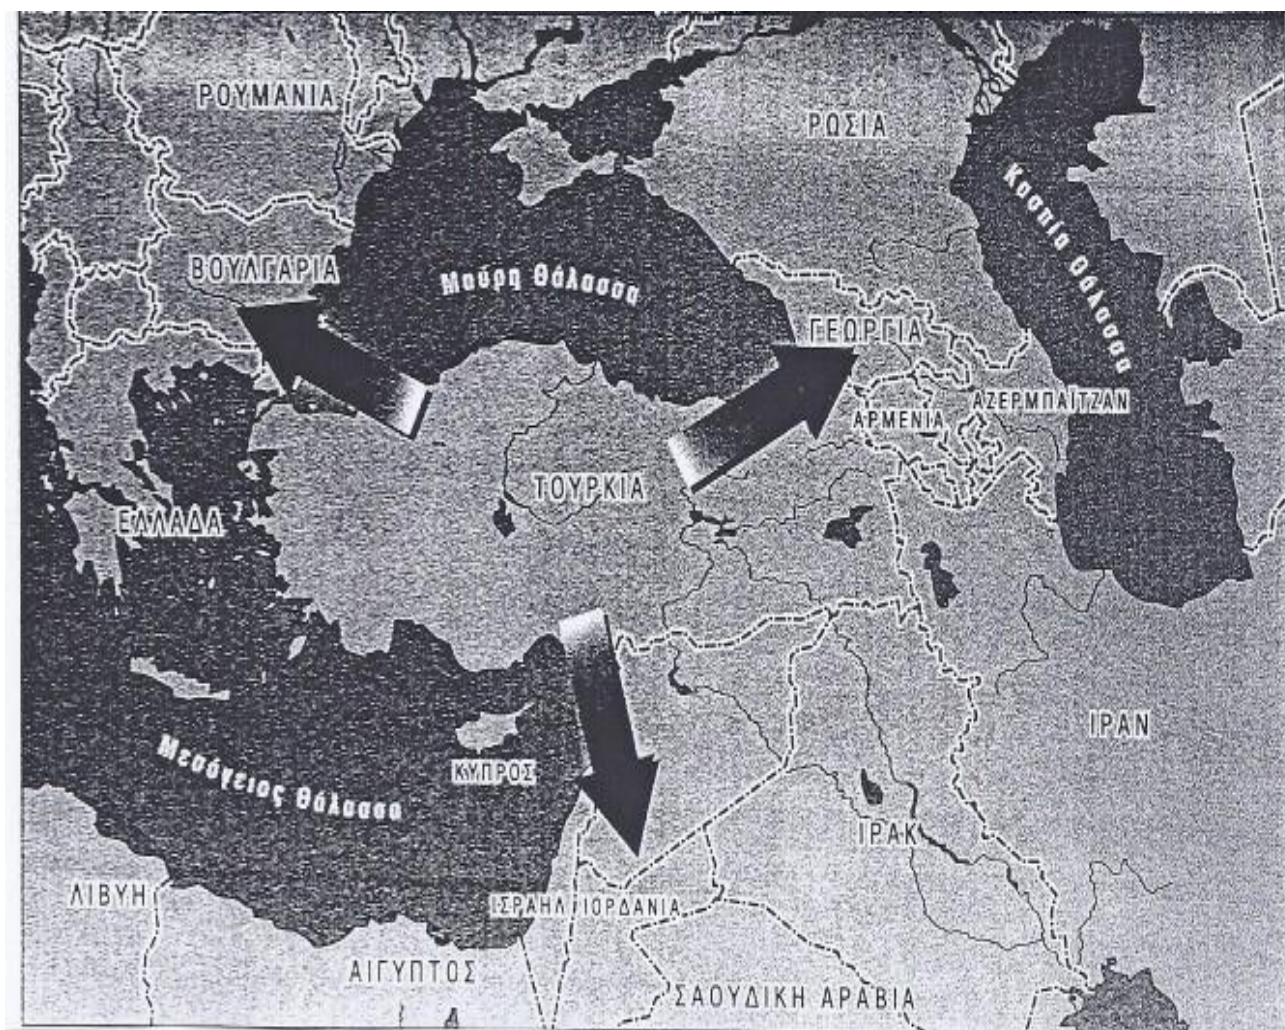 ΡΟΥΜΑΝΙΑ
ΡΩΣΙΑ
Κασπία Θάλασσα
ΒΟΥΛΓΑΡΙΑ
Μαύρη Θάλασσα
ΓΕΩΡΓΙΑ
ΑΖΕΡΜΠΑΪΤΖΑΝ
ΑΡΜΕΝΙΑ
ΤΟΥΡΚΙΑ
ΕΛΛΑΔΑ
ΙΡΑΝ
ΚΥΠΡΟΣ
Μεσόγειος Θάλασσα
ΙΡΑΚ
ΛΙΒΥΗ
ΙΣΡΑΗΛ
ΙΟΡΔΑΝΙΑ
ΑΙΓΥΠΤΟΣ
ΣΑΟΥΔΙΚΗ ΑΡΑΒΙΑ